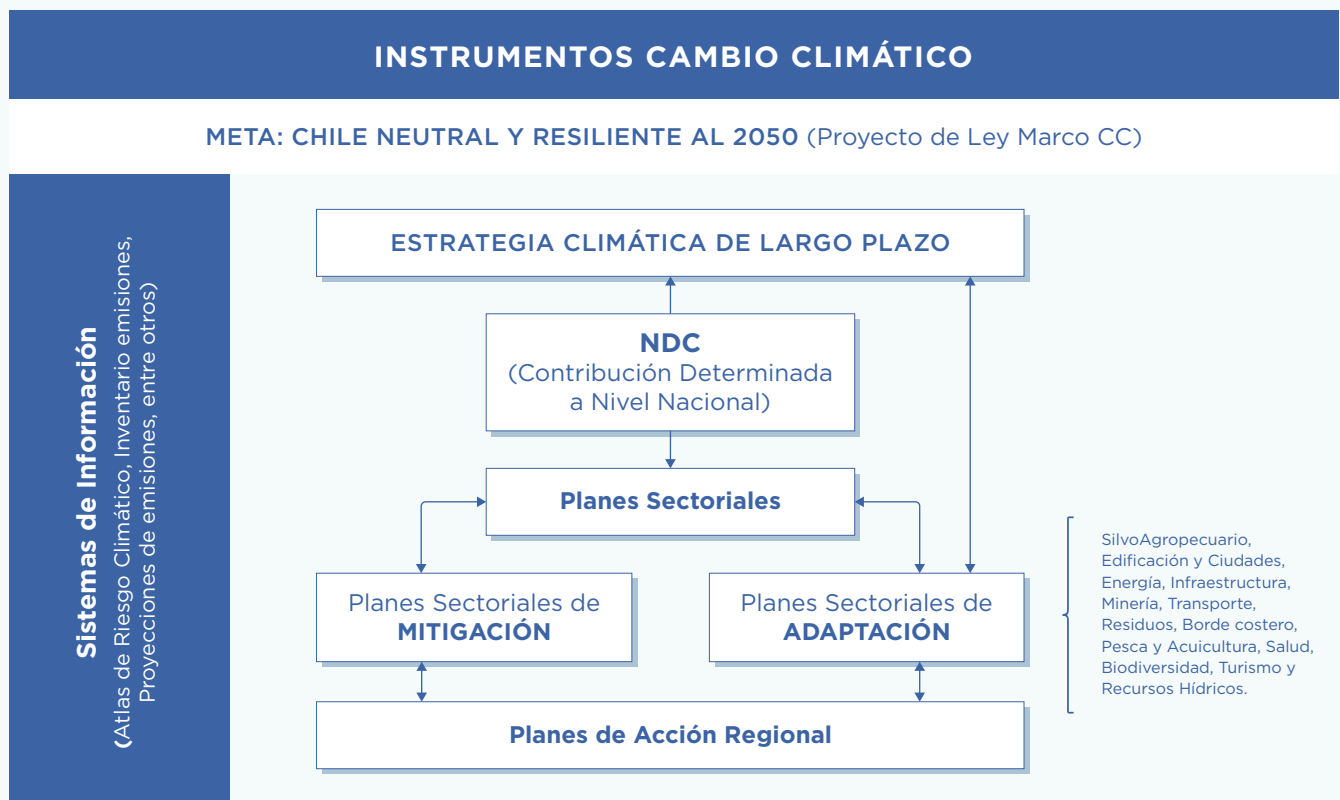 INSTRUMENTOS CAMBIO CLIMÁTICO
META: CHILE NEUTRAL Y RESILIENTE AL 2050 (Proyecto de Ley Marco CC)
Sistemas de Información
(Atlas de Riesgo Climático, Inventario emisiones,
Proyecciones de emisiones, entre otros)
ESTRATEGIA CLIMÁTICA DE LARGO PLAZO
NDC
(Contribución Determinada
a Nivel Nacional)
Planes Sectoriales
Planes Sectoriales de
MITIGACIÓN
Planes Sectoriales de
ADAPTACIÓN
Planes de Acción Regional
SilvoAgropecuario,
Edificación y Ciudades,
Energía, Infraestructura,
Minería, Transporte,
Residuos, Borde costero,
Pesca y Acuicultura, Salud,
Biodiversidad, Turismo y
Recursos Hídricos.